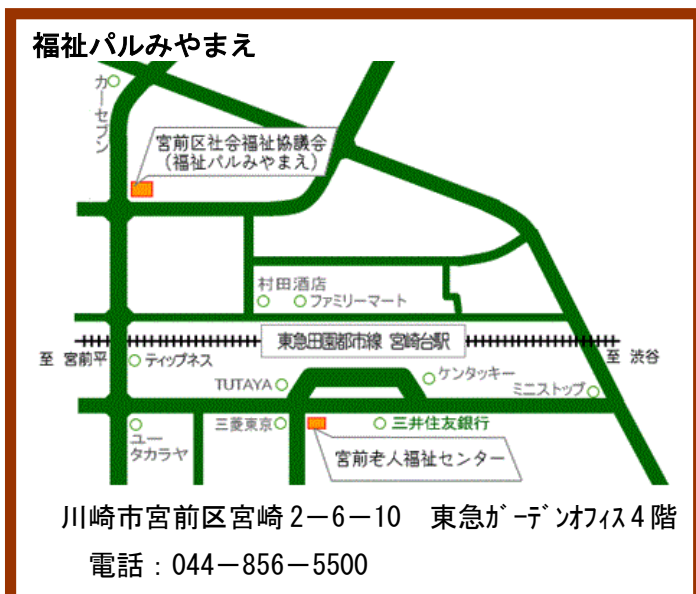 福祉パルみやまえ
カーセブン
宮前区社会福祉協議会
(福祉パルみやまえ)
村田酒店
ファミリーマート
東急田園都市線 宮崎台駅
至 宮前平
至 渋谷
ティップネス
TUTAYA
ケンタッキー
ミニストップ
ユー
タカラヤ
三菱東京
三井住友銀行
宮前老人福祉センター
川崎市宮前区宮崎2-6-10 東急ガーデンオフィス4階
電話:044-856-5500